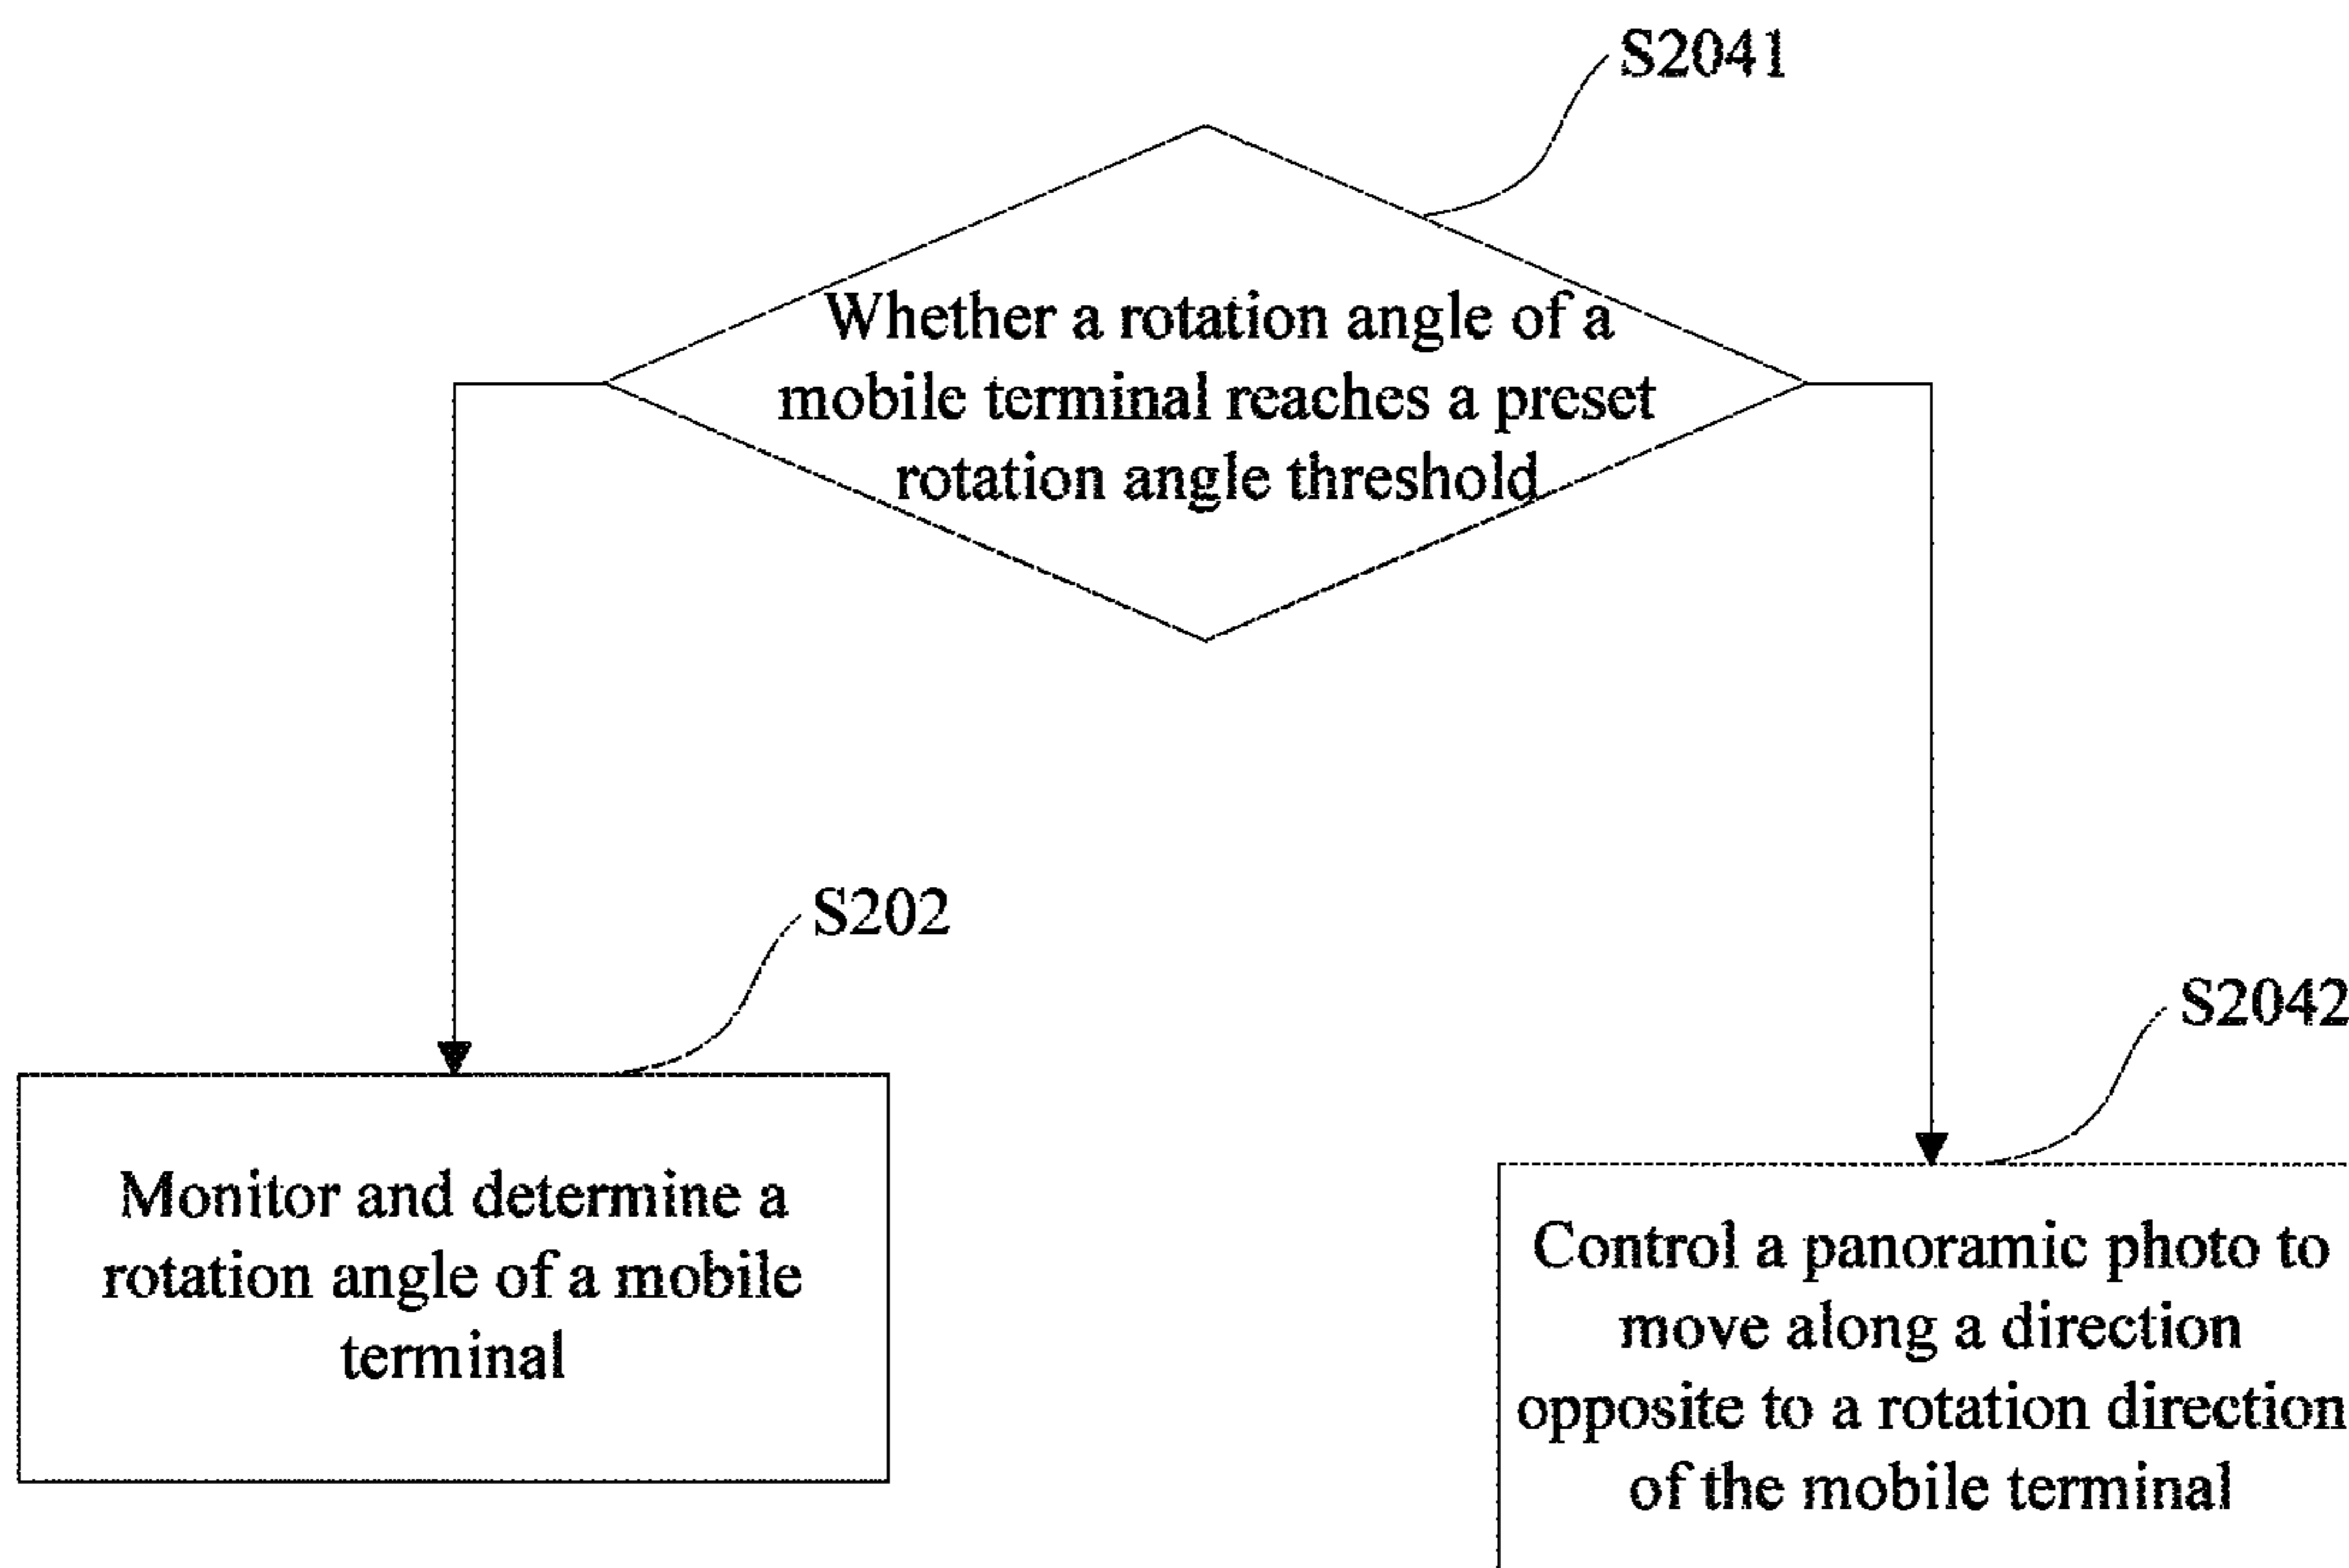 S2041
Whether a rotation angle of a
mobile terminal reaches a preset
rotation angle threshold
S202
Monitor and determine a
rotation angle of a mobile
terminal
S2042
Control a panoramic photo to
move along a direction
opposite to a rotation direction
of the mobile terminal